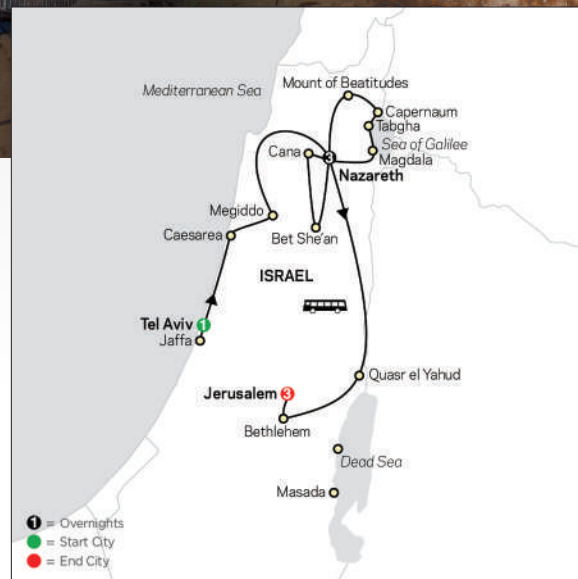 Mediterranean Sea
Mount of Beatitudes
Capernaum
Tabgha
Sea of Galilee
Magdala
Cana
3
Nazareth
Megiddo
Bet She'an
Caesarea
ISRAEL
Tel Aviv 1
Jaffa
Quasr el Yahud
Jerusalem 3
Bethlehem
Dead Sea
Masada
1 = Overnights
= Start City
= End City